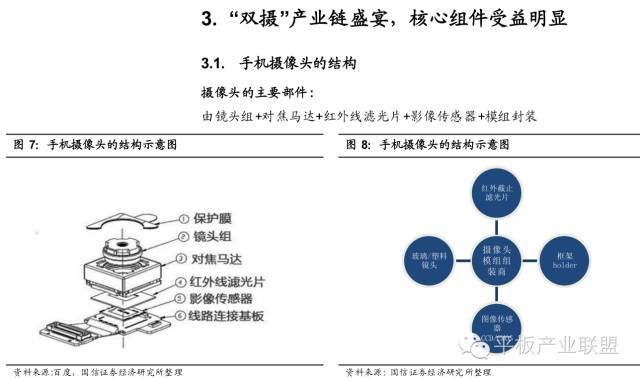 3. “双摄”产业链盛宴，核心组件受益明显
3.1. 手机摄像头的结构
摄像头的主要部件：
由镜头组+对焦马达+红外线滤光片+影像传感器+模组封装
图 7：手机摄像头的结构示意图
① 保护膜
② 镜头组
③ 对焦马达
④ 红外线滤光片
⑤ 影像传感器
⑥ 线路连接基板
资料来源:百度，国信证券经济研究所整理
图 8：手机摄像头的结构示意图
红外截止
滤光片
玻璃/塑料
镜头
摄像头
模组组
装商
框架
holder
图像传感
器
平板产业联盟
资料来源：国信证券经济研究所整理